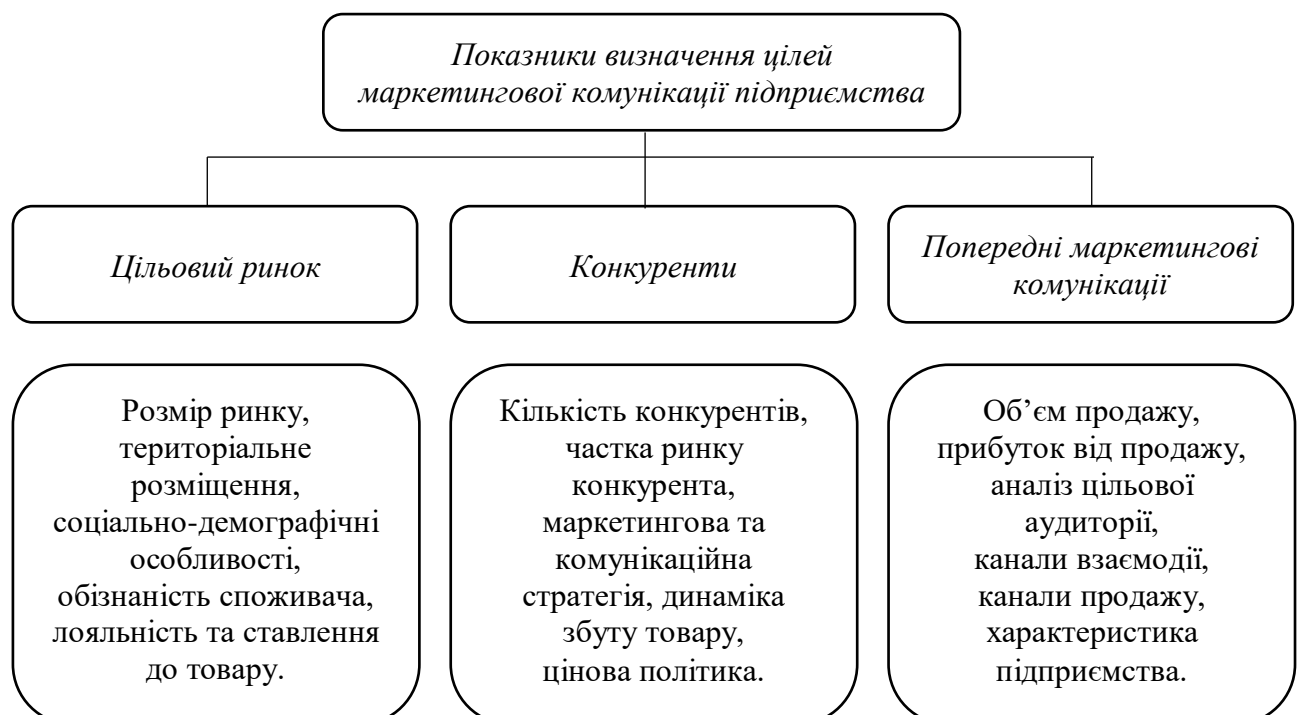 Показники визначення цілей
маркетингової комунікації підприємства
Цільовий ринок
Конкуренти
Попередні маркетингові
комунікації
Розмір ринку,
територіальне
розміщення,
соціально-демографічні
особливості,
обізнаність споживача,
лояльність та ставлення
до товару.
Кількість конкурентів,
частка ринку
конкурента,
маркетингова та
комунікаційна
стратегія, динаміка
збуту товару,
цінова політика.
Об’єм продажу,
прибуток від продажу,
аналіз цільової
аудиторії,
канали взаємодії,
канали продажу,
характеристика
підприємства.